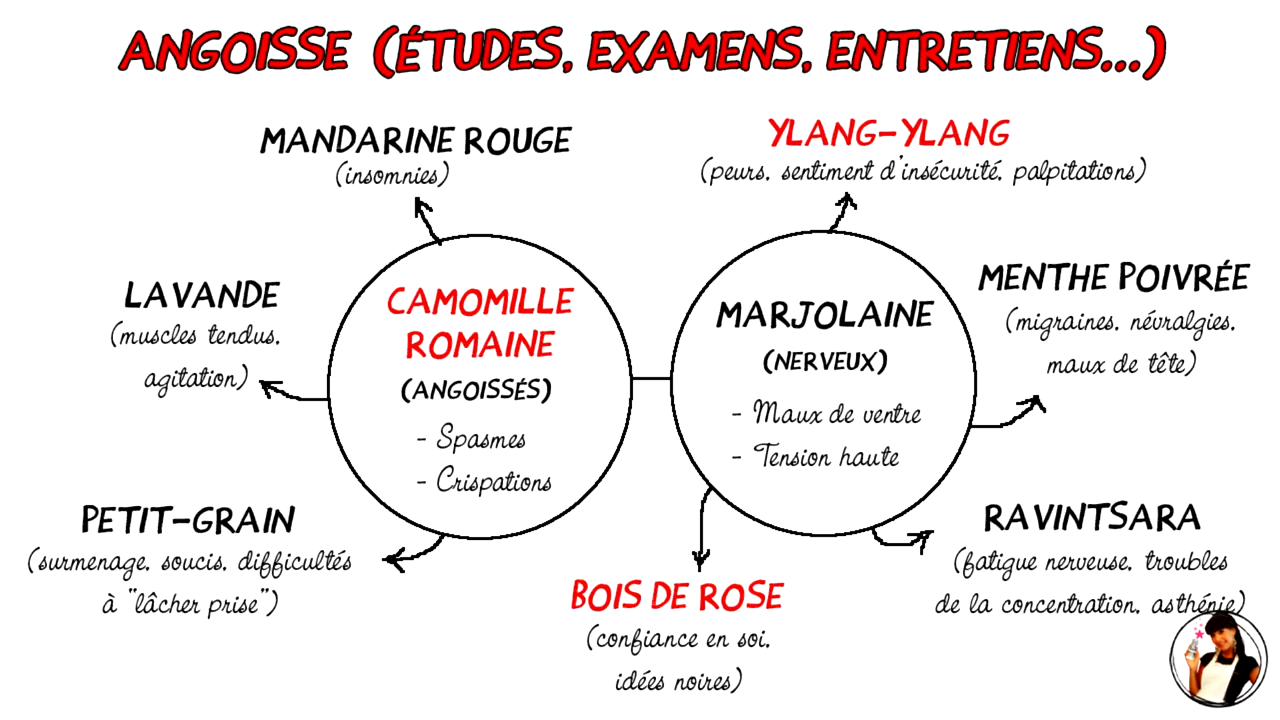 ANGOISSE (ÉTUDES, EXAMENS, ENTRETIENS...)
MANDARINE ROUGE
(insomnies)
YLANG-YLANG
(peurs, sentiment d'insécurité, palpitations)
LAVANDE
(muscles tendus,
agitation)
CAMOMILLE
ROMAINE
(ANGOISSÉS)
- Spasmes
- Crispations
MARJOLAINE
(NERVEUX)
- Maux de ventre
- Tension haute
MENTHE POIVRÉE
(migraines, névralgies,
maux de tête)
PETIT-GRAIN
(surmenage, soucis, difficultés
à "lâcher prise")
BOIS DE ROSE
(confiance en soi,
idées noires)
RAVINTSARA
(fatigue nerveuse, troubles
de la concentration, asthénie)